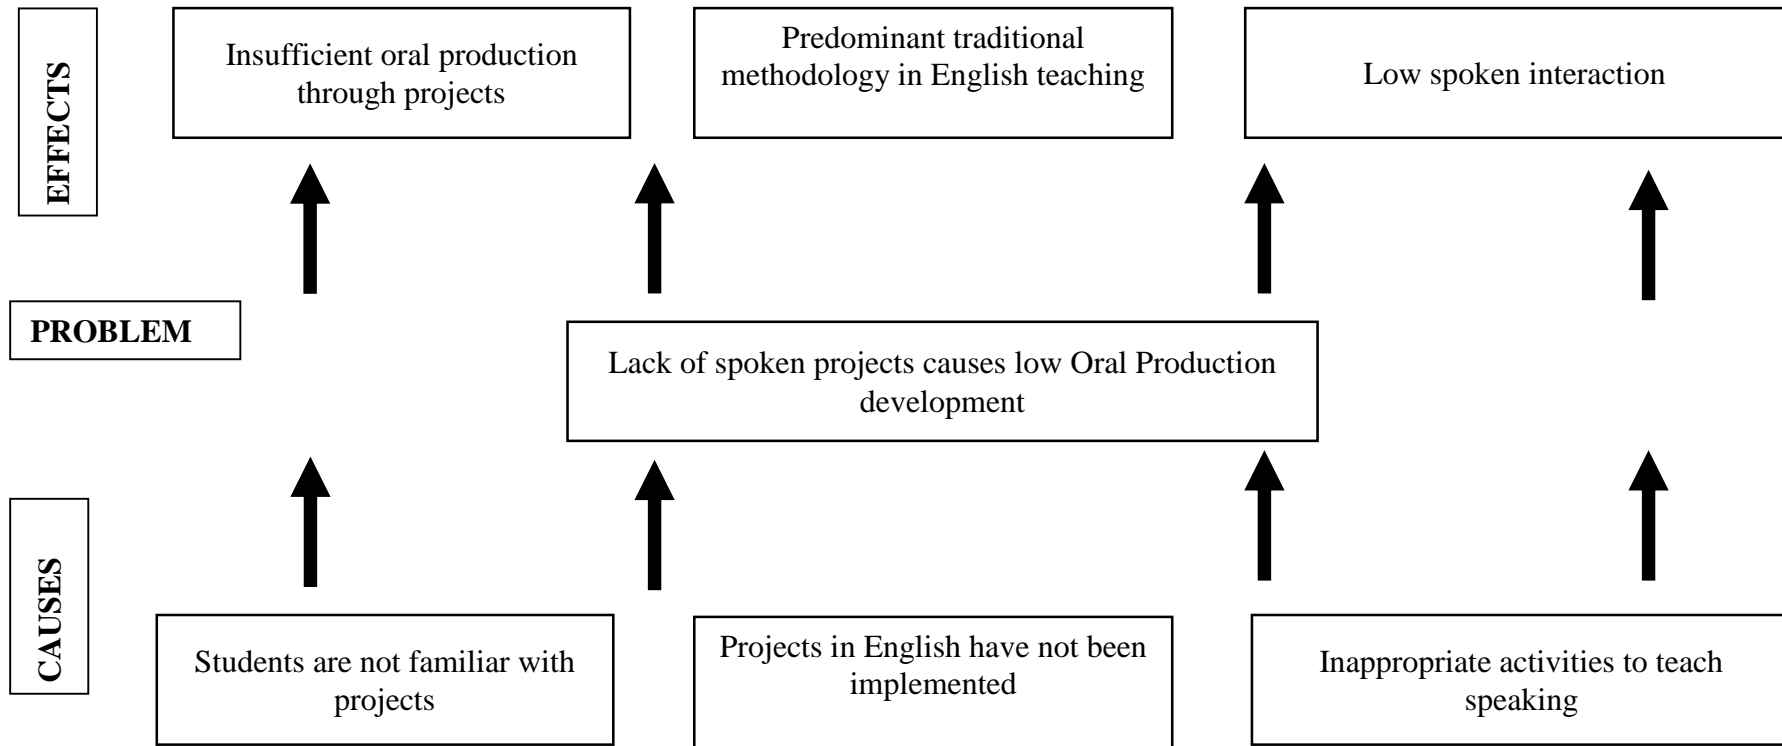 EFFECTS
Insufficient oral production
through projects
Predominant traditional
methodology in English teaching
Low spoken interaction
PROBLEM
Lack of spoken projects causes low Oral Production
development
CAUSES
Students are not familiar with
projects
Projects in English have not been
implemented
Inappropriate activities to teach
speaking